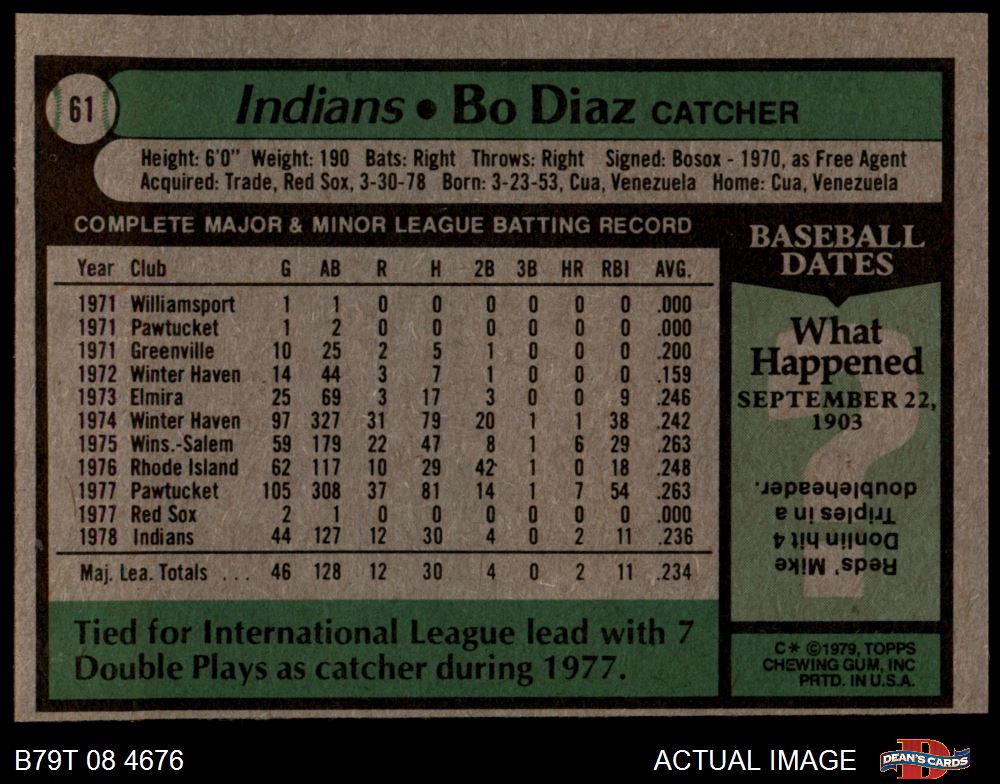 61
Indians • Bo Diaz CATCHER
Height: 6'0" Weight: 190 Bats: Right Throws: Right Signed: Bosox - 1970, as Free Agent
Acquired: Trade, Red Sox, 3-30-78 Born: 3-23-53, Cua, Venezuela Home: Cua, Venezuela
COMPLETE MAJOR & MINOR LEAGUE BATTING RECORD
Year Club G AB R H 2B 3B HR RBI AVG.
1971 Williamsport 1 1 0 0 0 0 0 0 .000
1971 Pawtucket 1 2 0 0 0 0 0 0 .000
1971 Greenville 10 25 2 5 1 0 0 0 .200
1972 Winter Haven 14 44 3 7 1 0 0 0 .159
1973 Elmira 25 69 3 17 3 0 0 9 .246
1974 Winter Haven 97 327 31 79 20 1 1 38 .242
1975 Wins.-Salem 59 179 22 47 8 1 6 29 .263
1976 Rhode Island 62 117 10 29 42 1 0 18 .248
1977 Pawtucket 105 308 37 81 14 1 7 54 .263
1977 Red Sox 2 1 0 0 0 0 0 0 .000
1978 Indians 44 127 12 30 4 0 2 11 .236
Maj. Lea. Totals ... 46 128 12 30 4 0 2 11 .234
Tied for International League lead with 7
Double Plays as catcher during 1977.
BASEBALL
DATES
What
Happened
SEPTEMBER 22,
1903
?
Reds' Mike
Donlin hit 4
Triples in a
doubleheader.
C* ©1979, TOPPS
CHEWING GUM, INC
PRTD. IN U.S.A.
B79T 08 4676
ACTUAL IMAGE
D
DEAN'S CARDS